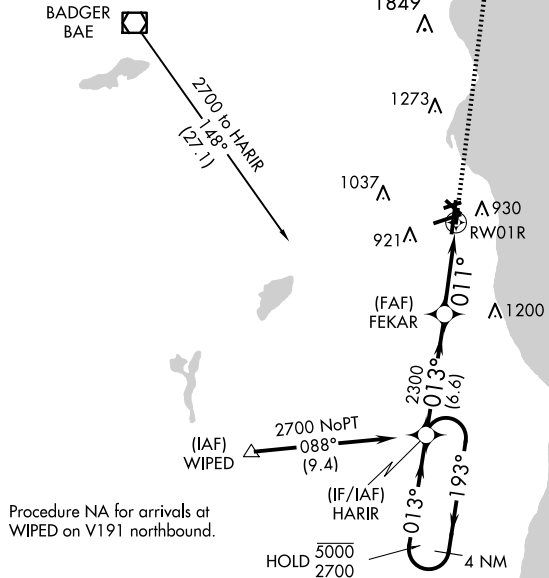 1849
BADGER
BAE
2700 to HARIR
148°
(27.1)
1273
1037
930
RW01R
921
011°
(FAF)
FEKAR
1200
2300
013°
(6.6)
2700 NoPT
088°
(9.4)
(IAF)
WIPED
(IF/IAF)
HARIR
013°
193°
Procedure NA for arrivals at
WIPED on V191 northbound.
HOLD 5000
2700
4 NM